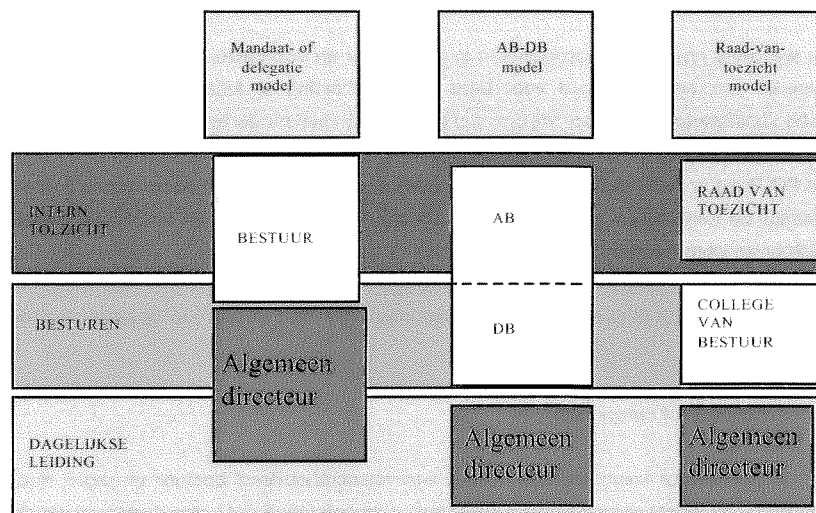 Mandaat- of
delegatie
model
AB-DB
model
Raad-van-
toezicht
model
INTERN
TOEZICHT
BESTUUR
AB
RAAD VAN
TOEZICHT
BESTUREN
DB
COLLEGE
VAN
BESTUUR
Algemeen
directeur
DAGELIJKSE
LEIDING
Algemeen
directeur
Algemeen
directeur